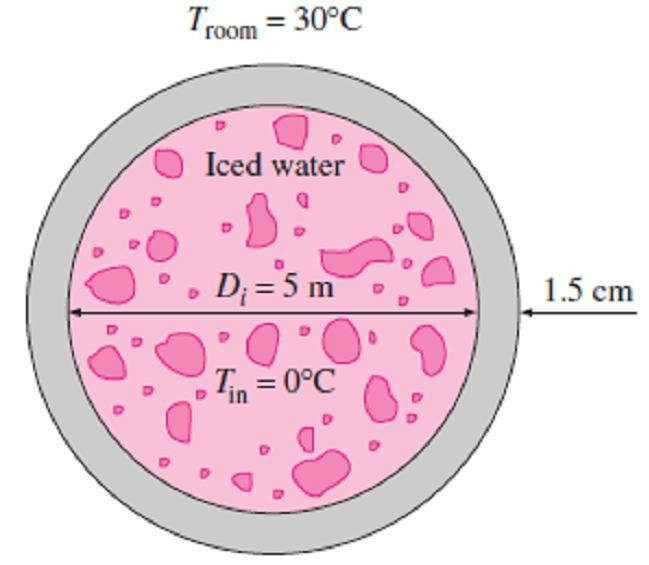 T_room = 30°C
Iced water
D_i = 5 m
1.5 cm
T_in = 0°C